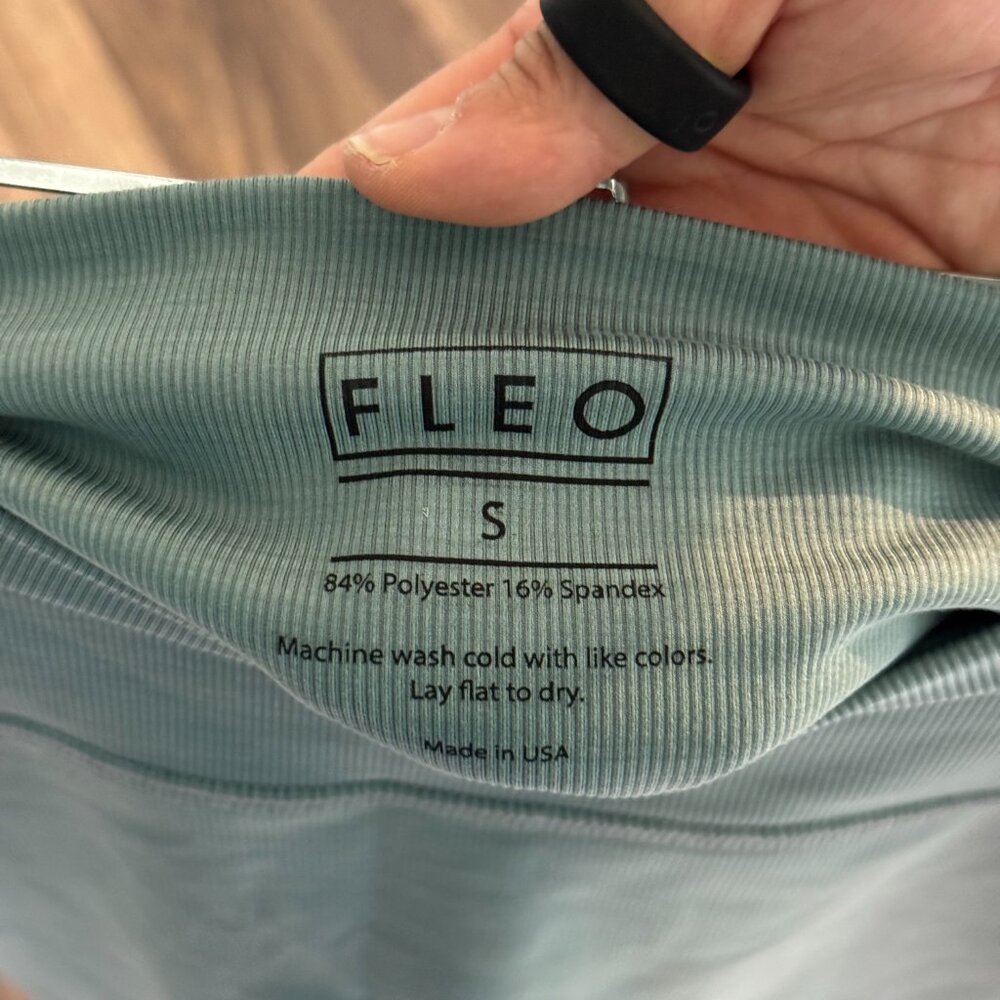 FLEO
S
84% Polyester 16% Spandex
Machine wash cold with like colors.
Lay flat to dry.
Made in USA